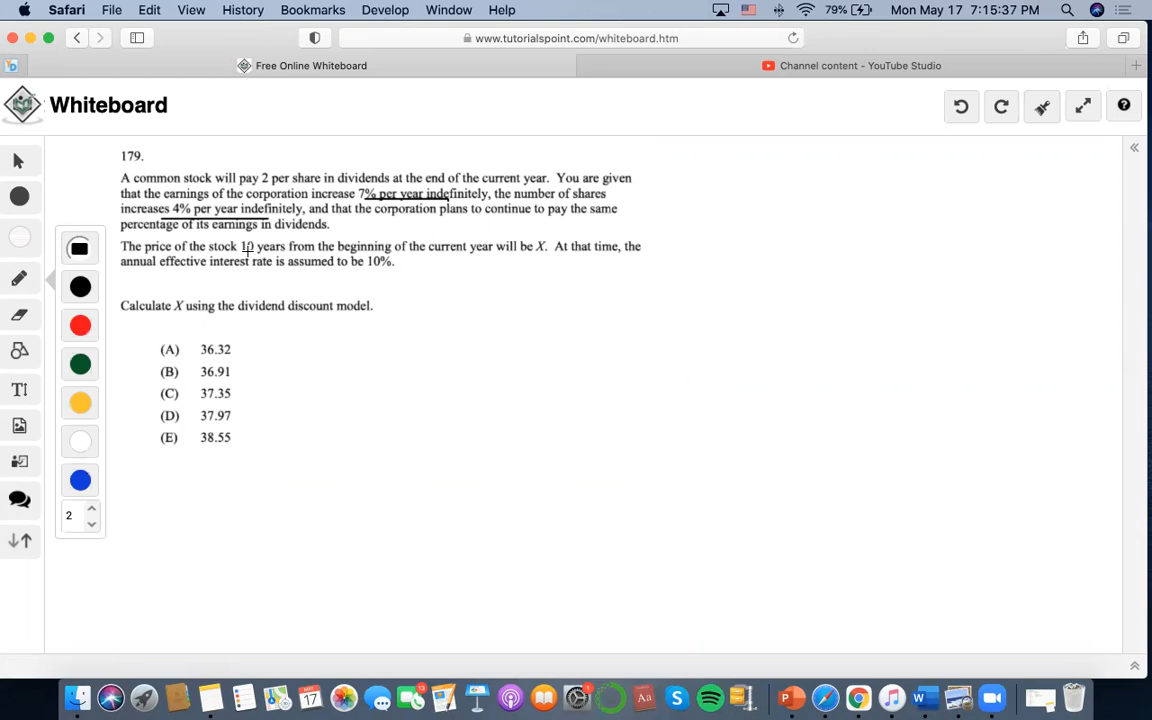 Safari File Edit View History Bookmarks Develop Window Help 79% Mon May 17 7:15:37 PM
www.tutorialspoint.com/whiteboard.htm
Free Online Whiteboard Channel content - YouTube Studio
Whiteboard
179.
A common stock will pay 2 per share in dividends at the end of the current year. You are given
that the earnings of the corporation increase 7% per year indefinitely, the number of shares
increases 4% per year indefinitely, and that the corporation plans to continue to pay the same
percentage of its earnings in dividends.
The price of the stock 10 years from the beginning of the current year will be X. At that time, the
annual effective interest rate is assumed to be 10%.
Calculate X using the dividend discount model.
(A) 36.32
(B) 36.91
(C) 37.35
(D) 37.97
(E) 38.55
2